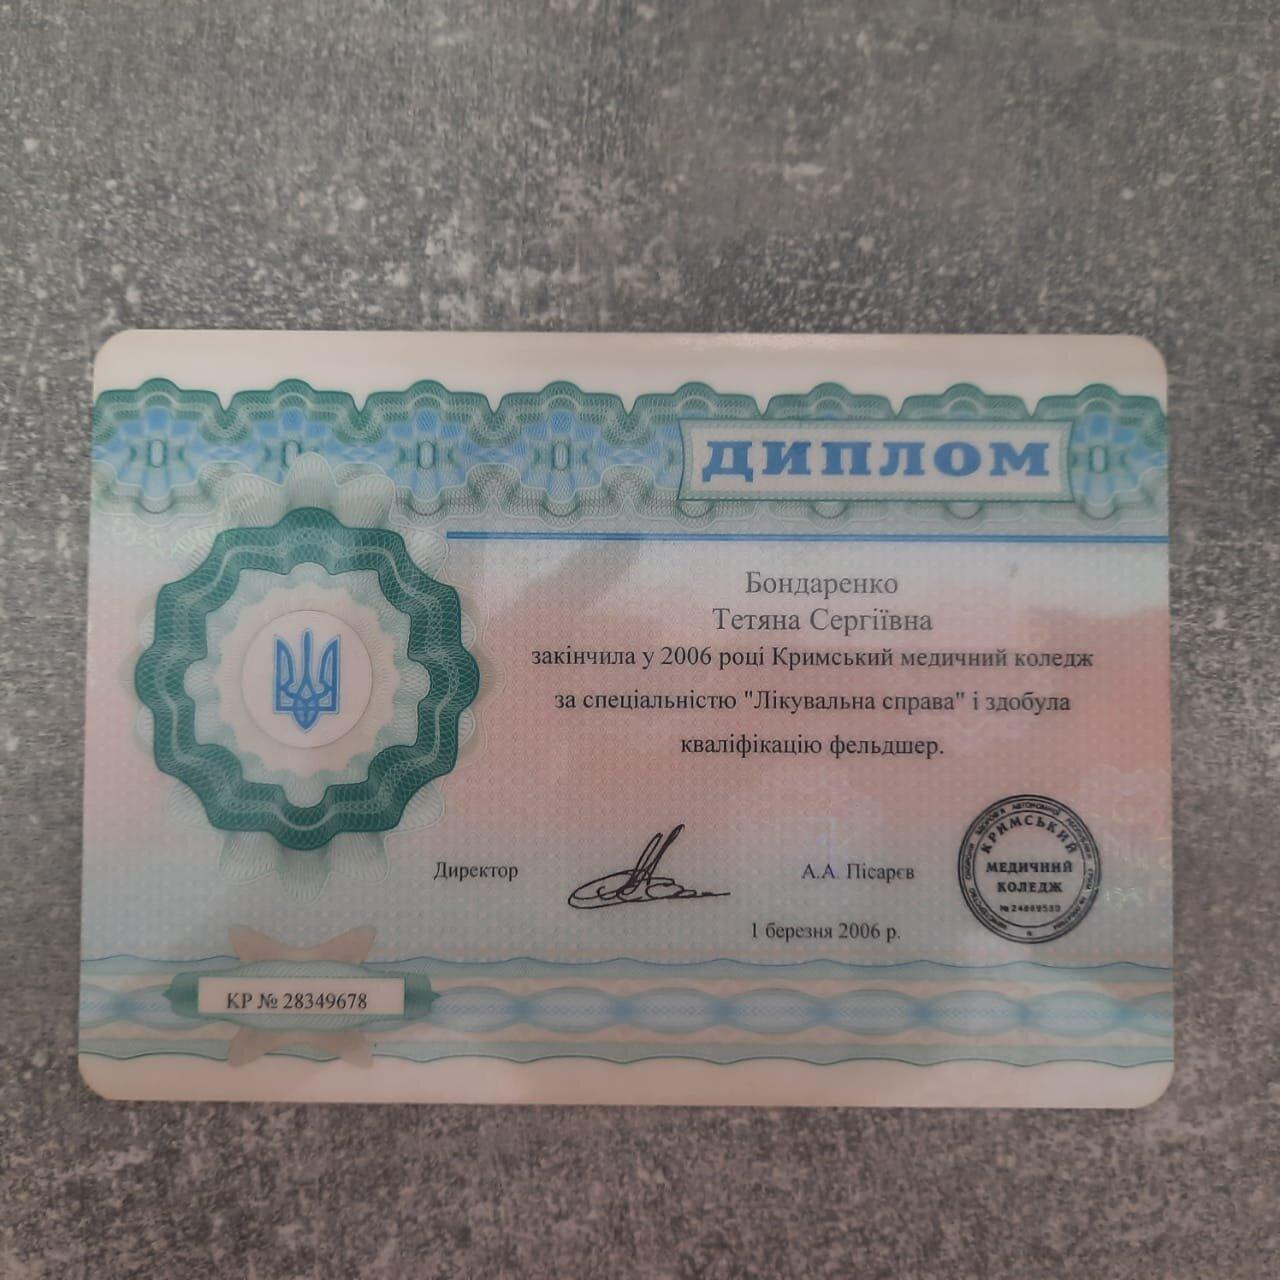 ДИПЛОМ
Бондаренко
Тетяна Сергіївна
закінчила у 2006 році Кримський медичний коледж
за спеціальністю "Лікувальна справа" і здобула
кваліфікацію фельдшер.
Директор
А.А. Пісарєв
1 березня 2006 р.
КРИМСЬКИЙ
МЕДИЧНИЙ
КОЛЕДЖ
КР № 28349678